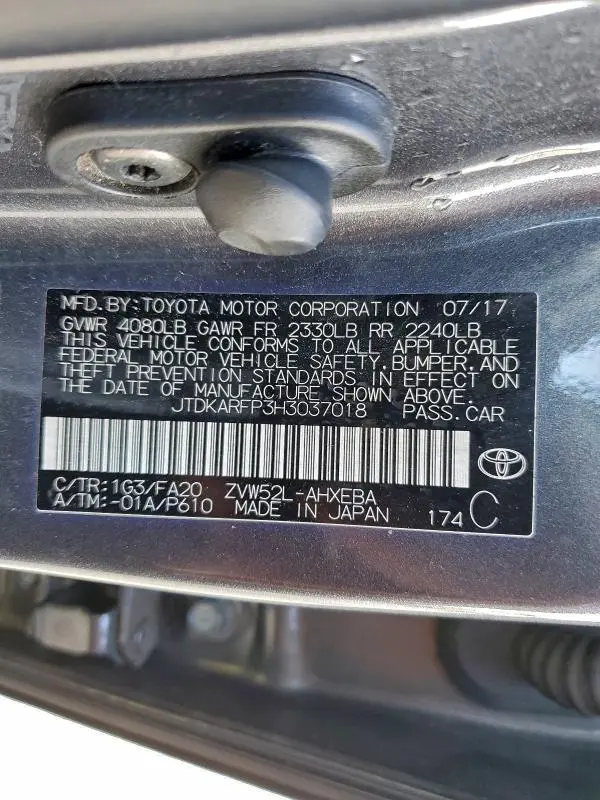 MFD. BY: TOYOTA MOTOR CORPORATION 07/17
GVWR 4080LB GAWR FR 2330LB RR 2240LB
THIS VEHICLE CONFORMS TO ALL APPLICABLE
FEDERAL MOTOR VEHICLE SAFETY, BUMPER, AND
THEFT PREVENTION STANDARDS IN EFFECT ON
THE DATE OF MANUFACTURE SHOWN ABOVE.
JTDKARFP3H3037018 PASS. CAR
C/TR: 1G3/FA20 ZVW52L-AHXEBA
A/TM: -01A/P610 MADE IN JAPAN 174 C